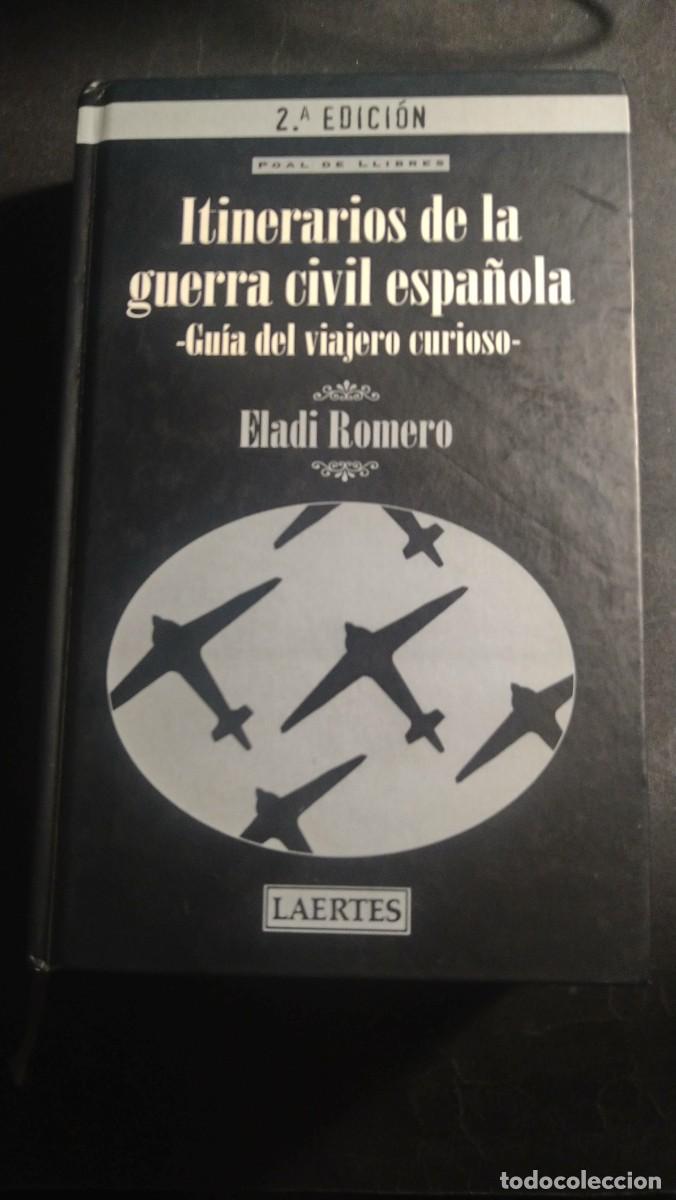 2.ª EDICIÓN
POAL DE LLIBRES
Itinerarios de la
guerra civil española
-Guía del viajero curioso-
Eladi Romero
LAERTES
todocoleccion